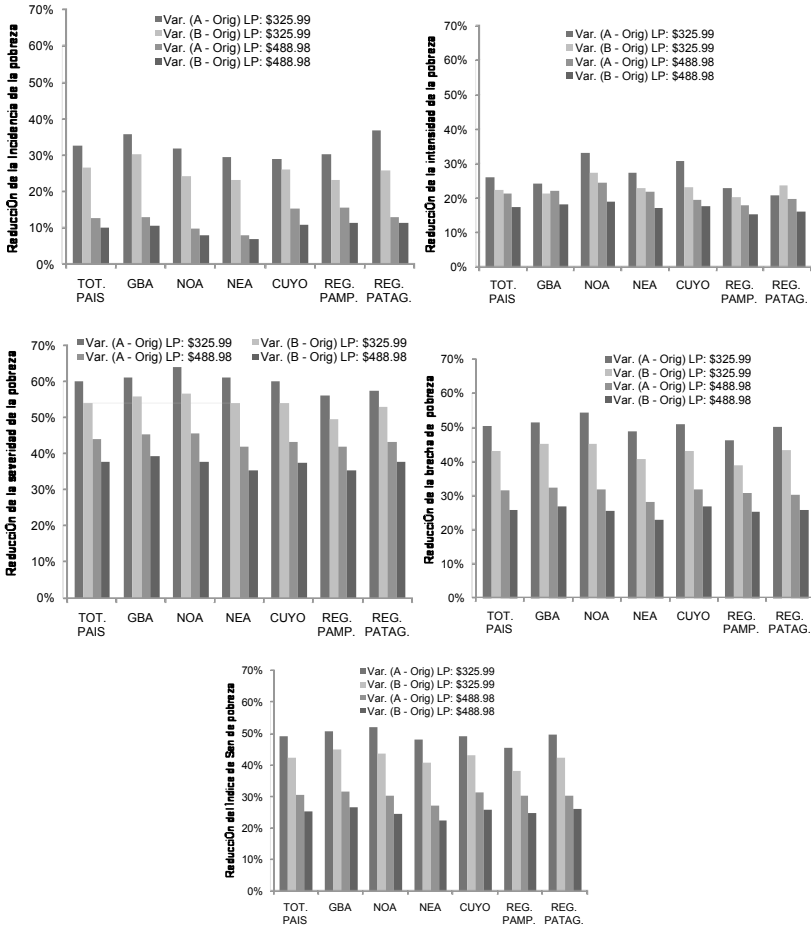 Reducción de la Incidencia de la pobreza
70%
60%
50%
40%
30%
20%
10%
0%
Var. (A - Orig) LP: $325.99
Var. (B - Orig) LP: $325.99
Var. (A - Orig) LP: $488.98
Var. (B - Orig) LP: $488.98
TOT. PAIS
GBA
NOA
NEA
CUYO
REG. PAMP.
REG. PATAG.
Reducción de la intensidad de la pobreza
70%
60%
50%
40%
30%
20%
10%
0%
Var. (A - Orig) LP: $325.99
Var. (B - Orig) LP: $325.99
Var. (A - Orig) LP: $488.98
Var. (B - Orig) LP: $488.98
TOT. PAIS
GBA
NOA
NEA
CUYO
REG. PAMP.
REG. PATAG.
Reducción de la severidad de la pobreza
70%
60%
50%
40%
30%
20%
10%
0%
Var. (A - Orig) LP: $325.99
Var. (B - Orig) LP: $325.99
Var. (A - Orig) LP: $488.98
Var. (B - Orig) LP: $488.98
TOT. PAIS
GBA
NOA
NEA
CUYO
REG. PAMP.
REG. PATAG.
Reducción de la brecha de pobreza
70%
60%
50%
40%
30%
20%
10%
0%
Var. (A - Orig) LP: $325.99
Var. (B - Orig) LP: $325.99
Var. (A - Orig) LP: $488.98
Var. (B - Orig) LP: $488.98
TOT. PAIS
GBA
NOA
NEA
CUYO
REG. PAMP.
REG. PATAG.
Reducción del Índice de Sen de pobreza
70%
60%
50%
40%
30%
20%
10%
0%
Var. (A - Orig) LP: $325.99
Var. (B - Orig) LP: $325.99
Var. (A - Orig) LP: $488.98
Var. (B - Orig) LP: $488.98
TOT. PAIS
GBA
NOA
NEA
CUYO
REG. PAMP.
REG. PATAG.